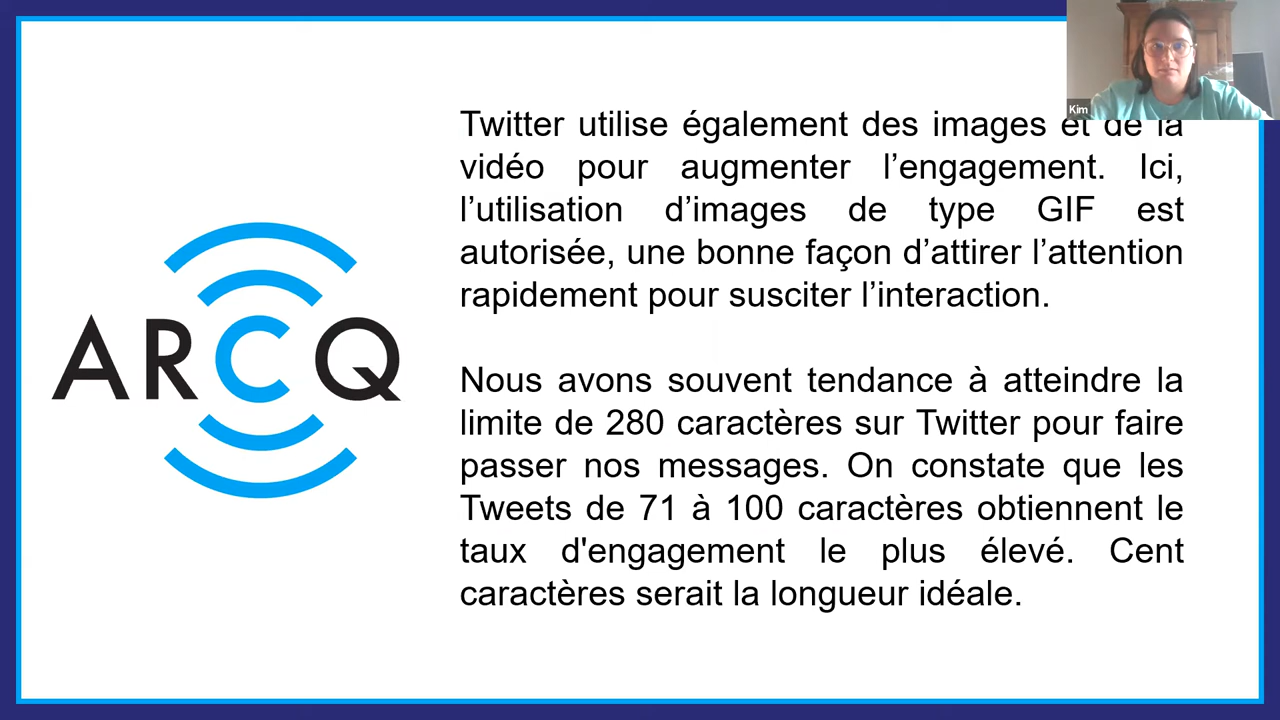 Kim
Twitter utilise également des images et de la
vidéo pour augmenter l’engagement. Ici,
l’utilisation d’images de type GIF est
autorisée, une bonne façon d’attirer l’attention
rapidement pour susciter l’interaction.
ARCQ
Nous avons souvent tendance à atteindre la
limite de 280 caractères sur Twitter pour faire
passer nos messages. On constate que les
Tweets de 71 à 100 caractères obtiennent le
taux d'engagement le plus élevé. Cent
caractères serait la longueur idéale.